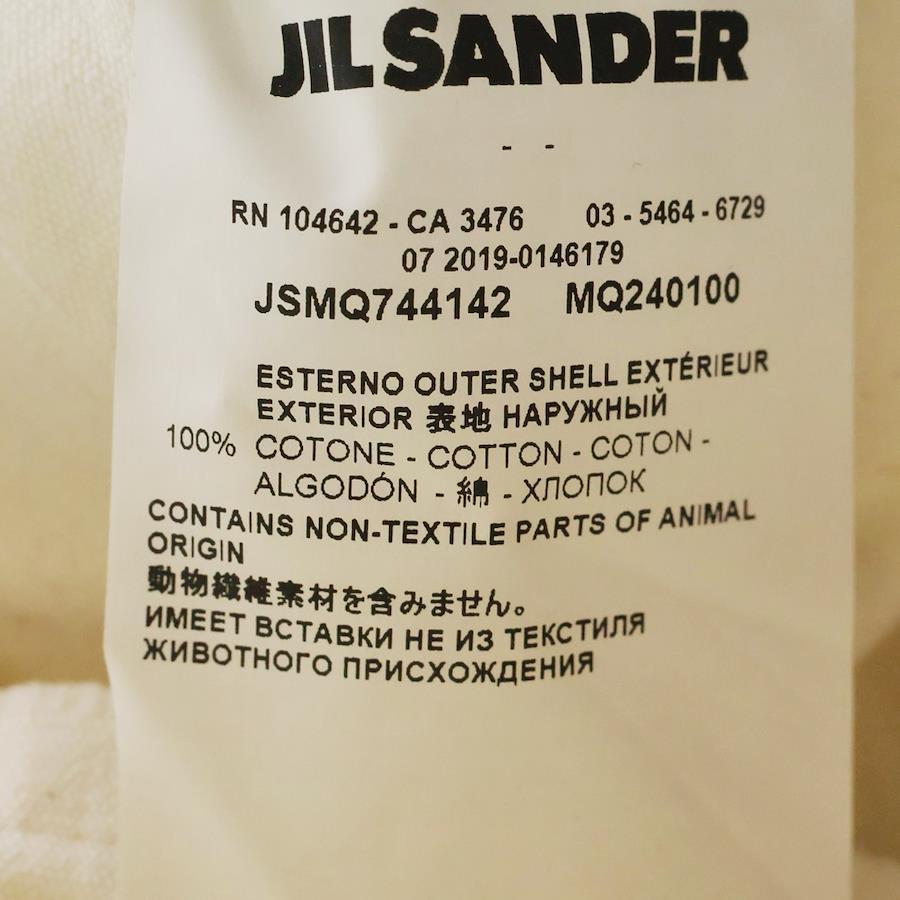 JIL SANDER
- -
RN 104642 - CA 3476 03 - 5464 - 6729
07 2019-0146179
JSMQ744142 MQ240100
ESTERNO OUTER SHELL EXTÉRIEUR
EXTERIOR 表地 НАРУЖНЫЙ
100% COTONE - COTTON - COTON -
ALGODÓN - 綿 - ХЛОПОК
CONTAINS NON-TEXTILE PARTS OF ANIMAL
ORIGIN
動物繊維素材を含みません。
ИМЕЕТ ВСТАВКИ НЕ ИЗ ТЕКСТИЛЯ
ЖИВОТНОГО ПРИСХОЖДЕНИЯ